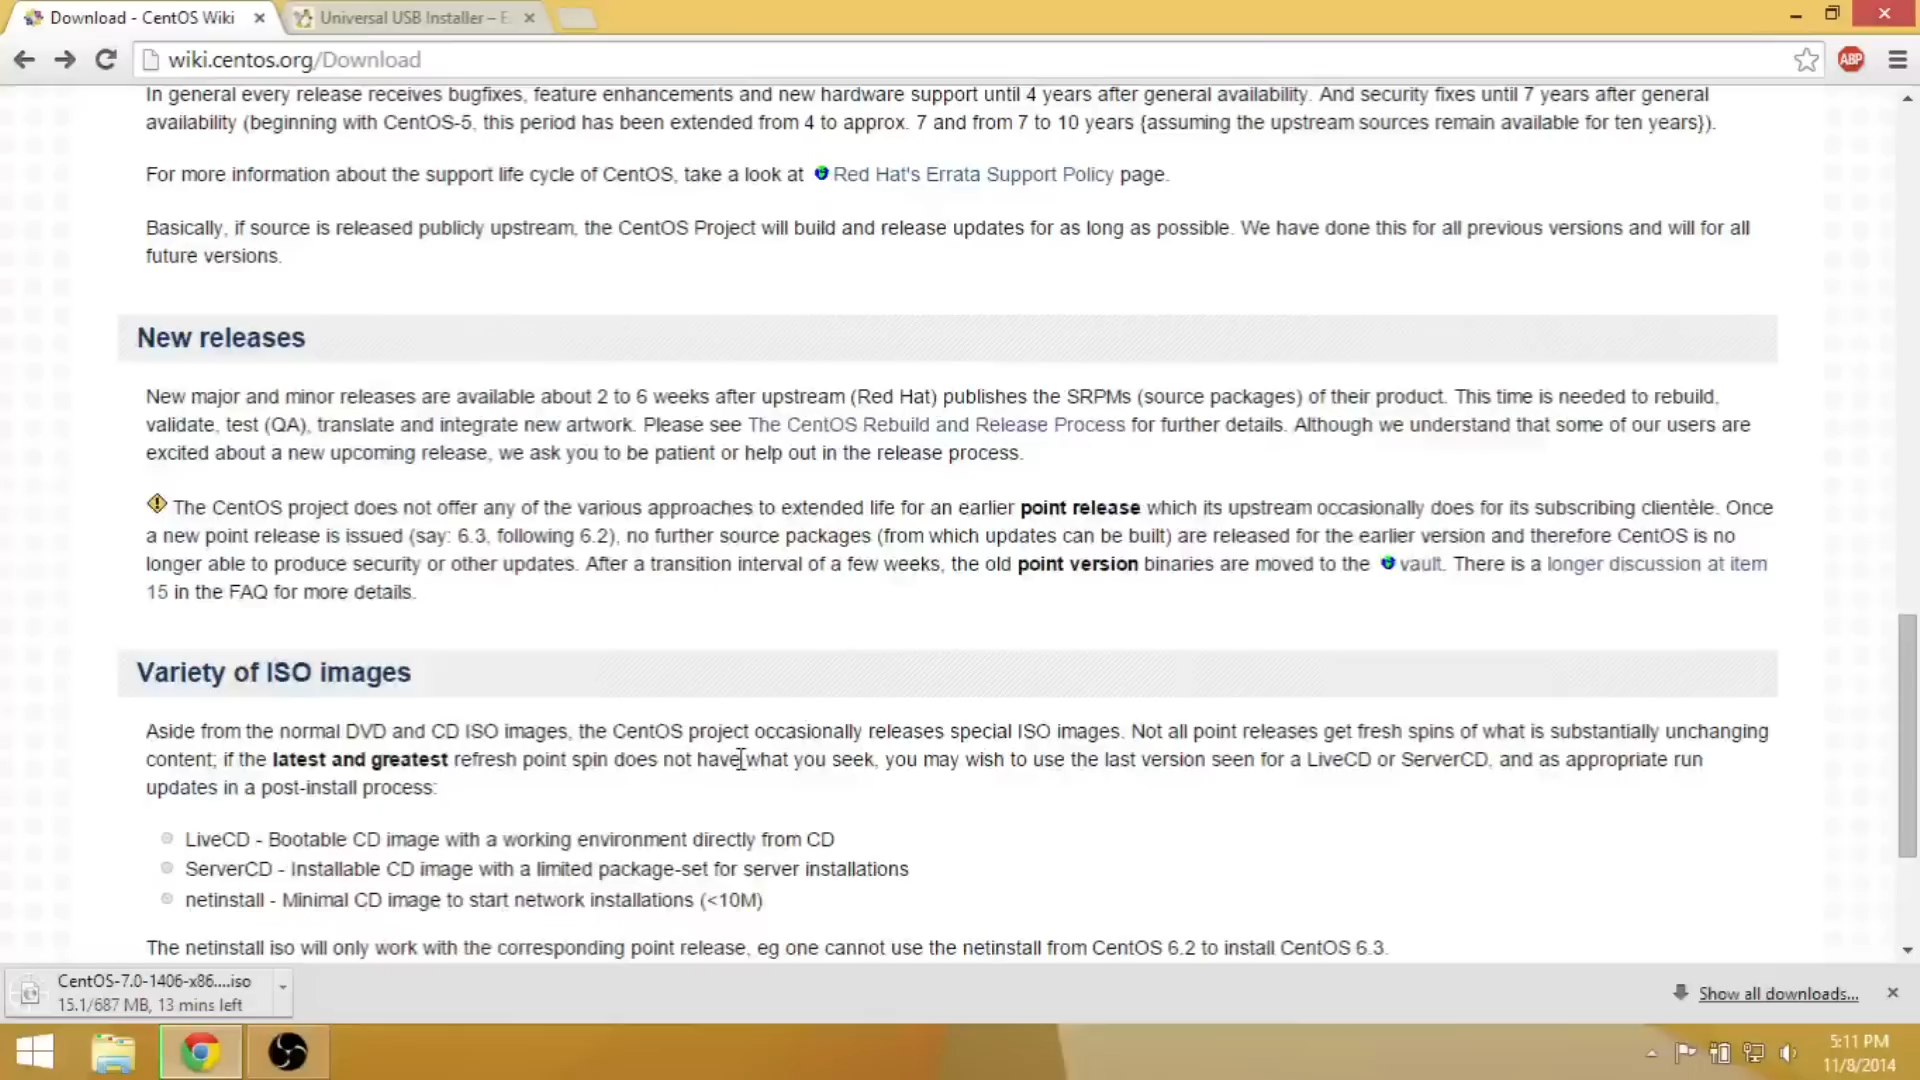 Download - CentOS Wiki
Universal USB Installer – E
wiki.centos.org/Download
ABP
In general every release receives bugfixes, feature enhancements and new hardware support until 4 years after general availability. And security fixes until 7 years after general
availability (beginning with CentOS-5, this period has been extended from 4 to approx. 7 and from 7 to 10 years {assuming the upstream sources remain available for ten years}).
For more information about the support life cycle of CentOS, take a look at Red Hat's Errata Support Policy page.
Basically, if source is released publicly upstream, the CentOS Project will build and release updates for as long as possible. We have done this for all previous versions and will for all
future versions.
New releases
New major and minor releases are available about 2 to 6 weeks after upstream (Red Hat) publishes the SRPMs (source packages) of their product. This time is needed to rebuild,
validate, test (QA), translate and integrate new artwork. Please see The CentOS Rebuild and Release Process for further details. Although we understand that some of our users are
excited about a new upcoming release, we ask you to be patient or help out in the release process.
The CentOS project does not offer any of the various approaches to extended life for an earlier point release which its upstream occasionally does for its subscribing clientèle. Once
a new point release is issued (say: 6.3, following 6.2), no further source packages (from which updates can be built) are released for the earlier version and therefore CentOS is no
longer able to produce security or other updates. After a transition interval of a few weeks, the old point version binaries are moved to the vault. There is a longer discussion at item
15 in the FAQ for more details.
Variety of ISO images
Aside from the normal DVD and CD ISO images, the CentOS project occasionally releases special ISO images. Not all point releases get fresh spins of what is substantially unchanging
content; if the latest and greatest refresh point spin does not have what you seek, you may wish to use the last version seen for a LiveCD or ServerCD, and as appropriate run
updates in a post-install process:
LiveCD - Bootable CD image with a working environment directly from CD
ServerCD - Installable CD image with a limited package-set for server installations
netinstall - Minimal CD image to start network installations (<10M)
The netinstall iso will only work with the corresponding point release, eg one cannot use the netinstall from CentOS 6.2 to install CentOS 6.3.
CentOS-7.0-1406-x86....iso
15.1/687 MB, 13 mins left
Show all downloads...
5:11 PM
11/8/2014